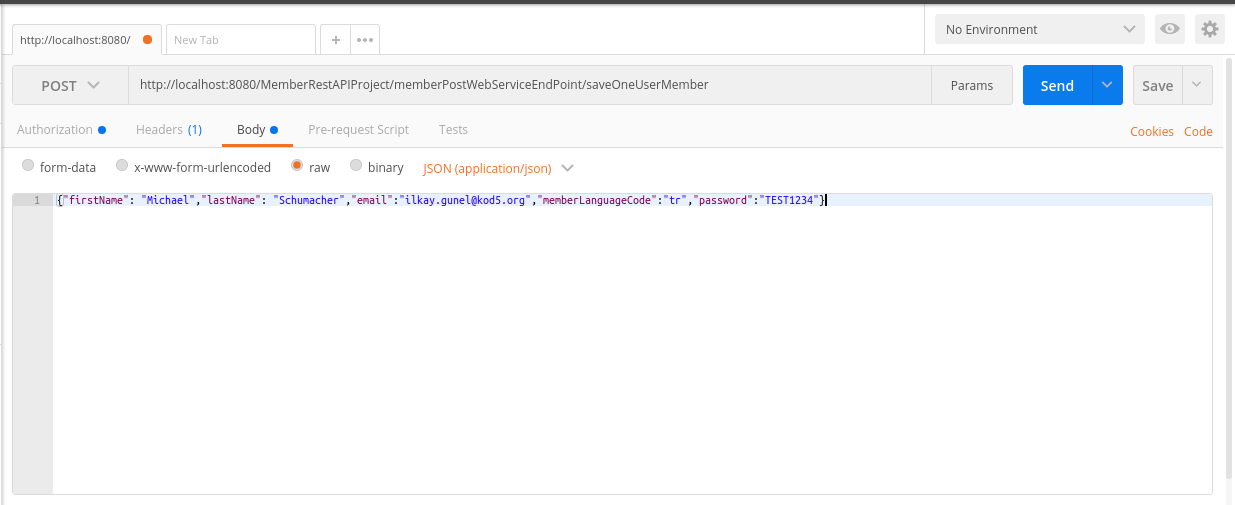 http://localhost:8080/ New Tab + ••• No Environment
POST http://localhost:8080/MemberRestAPIProject/memberPostWebServiceEndPoint/saveOneUserMember Params Send Save
Authorization Headers (1) Body Pre-request Script Tests Cookies Code
form-data x-www-form-urlencoded raw binary JSON (application/json)
1 {"firstName": "Michael","lastName": "Schumacher","email":"ilkay.gunel@kod5.org","memberLanguageCode":"tr","password":"TEST1234"}